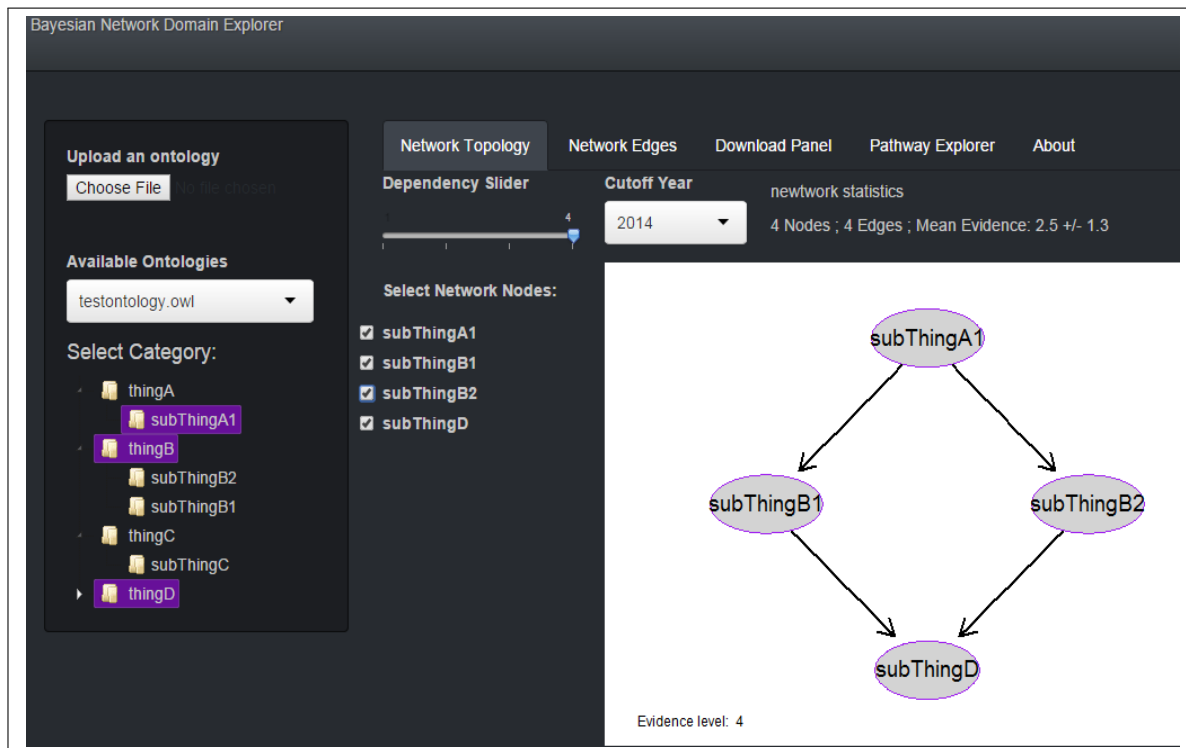 Bayesian Network Domain Explorer
Upload an ontology
Choose File No file chosen
Available Ontologies
testontology.owl
Select Category:
thingA
subThingA1
thingB
subThingB2
subThingB1
thingC
subThingC
thingD
Network Topology Network Edges Download Panel Pathway Explorer About
Dependency Slider
4
Cutoff Year
2014
newtwork statistics
4 Nodes ; 4 Edges ; Mean Evidence: 2.5 +/- 1.3
Select Network Nodes:
subThingA1
subThingB1
subThingB2
subThingD
subThingA1
subThingB1 subThingB2
subThingD
Evidence level: 4